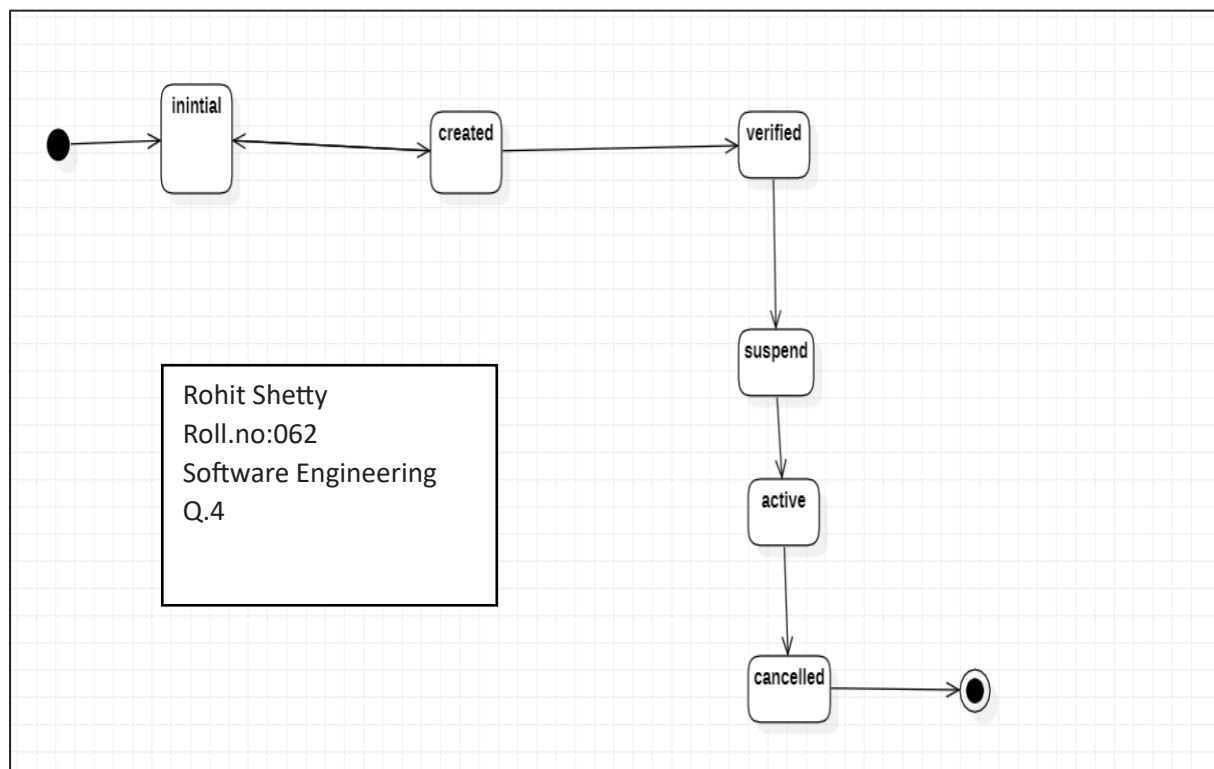 inintial
created
verified
suspend
Rohit Shetty
Roll.no:062
Software Engineering
Q.4
active
cancelled